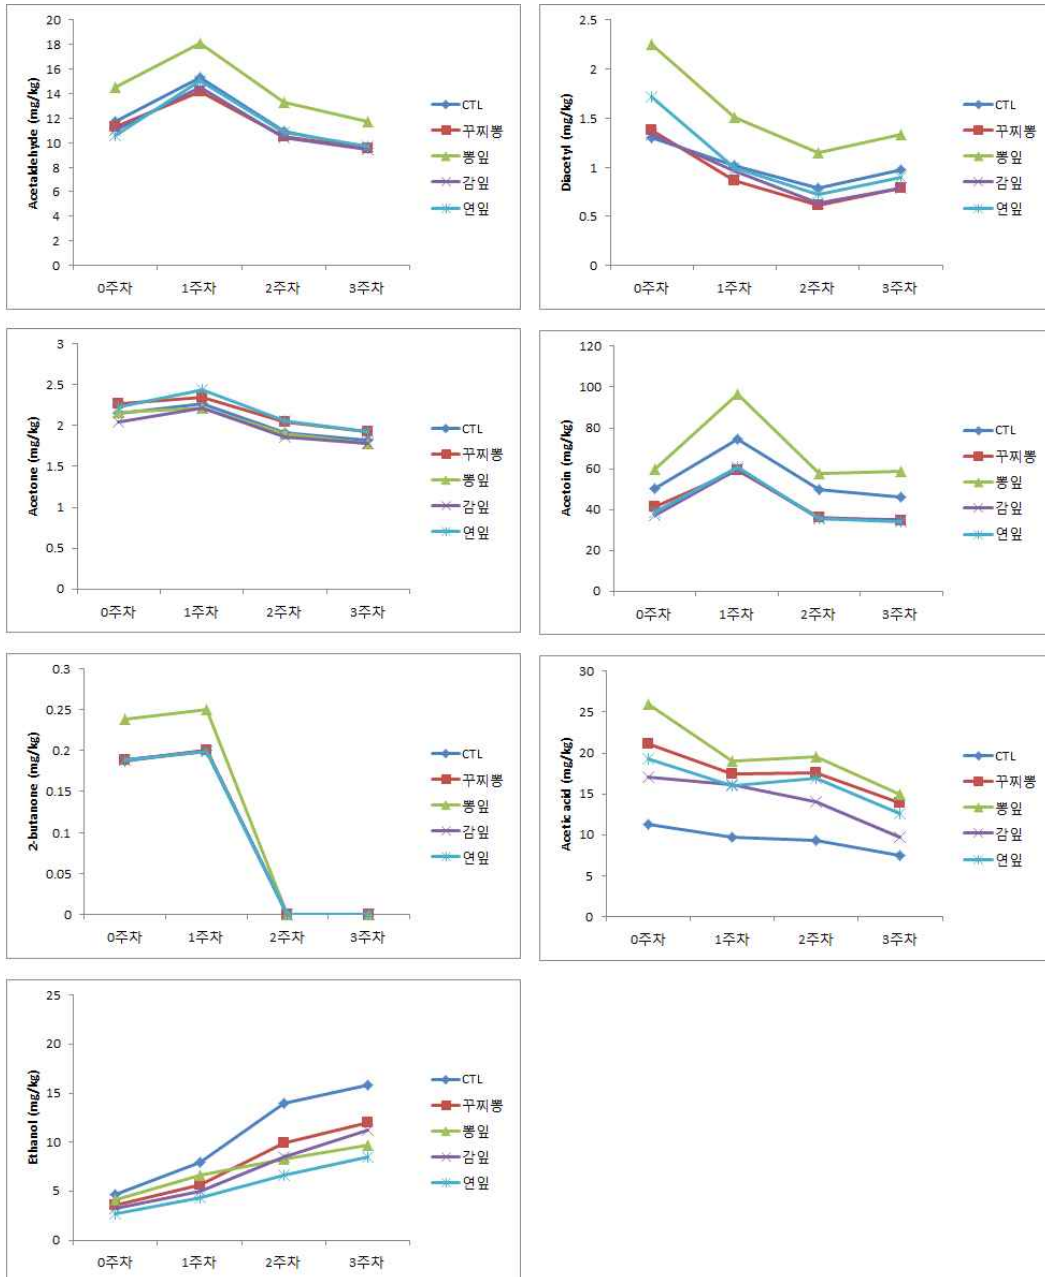 Acetaldehyde (mg/kg)
20
18
16
14
12
10
8
6
4
2
0
0주차 1주차 2주차 3주차
CTL
꾸찌뽕
뽕잎
감잎
연잎
Diacetyl (mg/kg)
2.5
2
1.5
1
0.5
0
0주차 1주차 2주차 3주차
CTL
꾸찌뽕
뽕잎
감잎
연잎
Acetone (mg/kg)
3
2.5
2
1.5
1
0.5
0
0주차 1주차 2주차 3주차
CTL
꾸찌뽕
뽕잎
감잎
연잎
Acetoin (mg/kg)
120
100
80
60
40
20
0
0주차 1주차 2주차 3주차
CTL
꾸찌뽕
뽕잎
감잎
연잎
2-butanone (mg/kg)
0.3
0.25
0.2
0.15
0.1
0.05
0
0주차 1주차 2주차 3주차
CTL
꾸찌뽕
뽕잎
감잎
연잎
Acetic acid (mg/kg)
30
25
20
15
10
5
0
0주차 1주차 2주차 3주차
CTL
꾸찌뽕
뽕잎
감잎
연잎
Ethanol (mg/kg)
25
20
15
10
5
0
0주차 1주차 2주차 3주차
CTL
꾸찌뽕
뽕잎
감잎
연잎